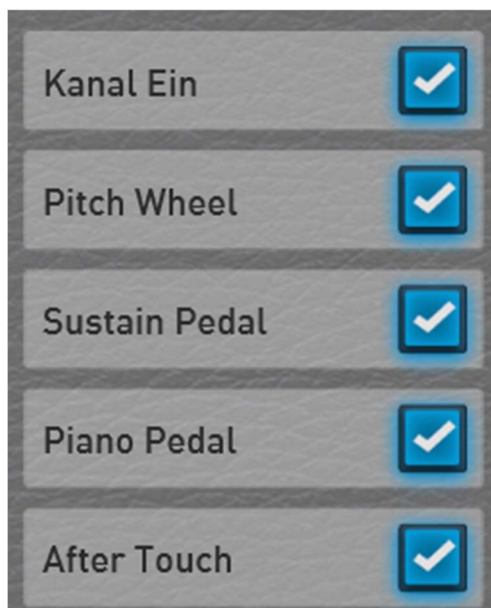 Kanal Ein
Pitch Wheel
Sustain Pedal
Piano Pedal
After Touch